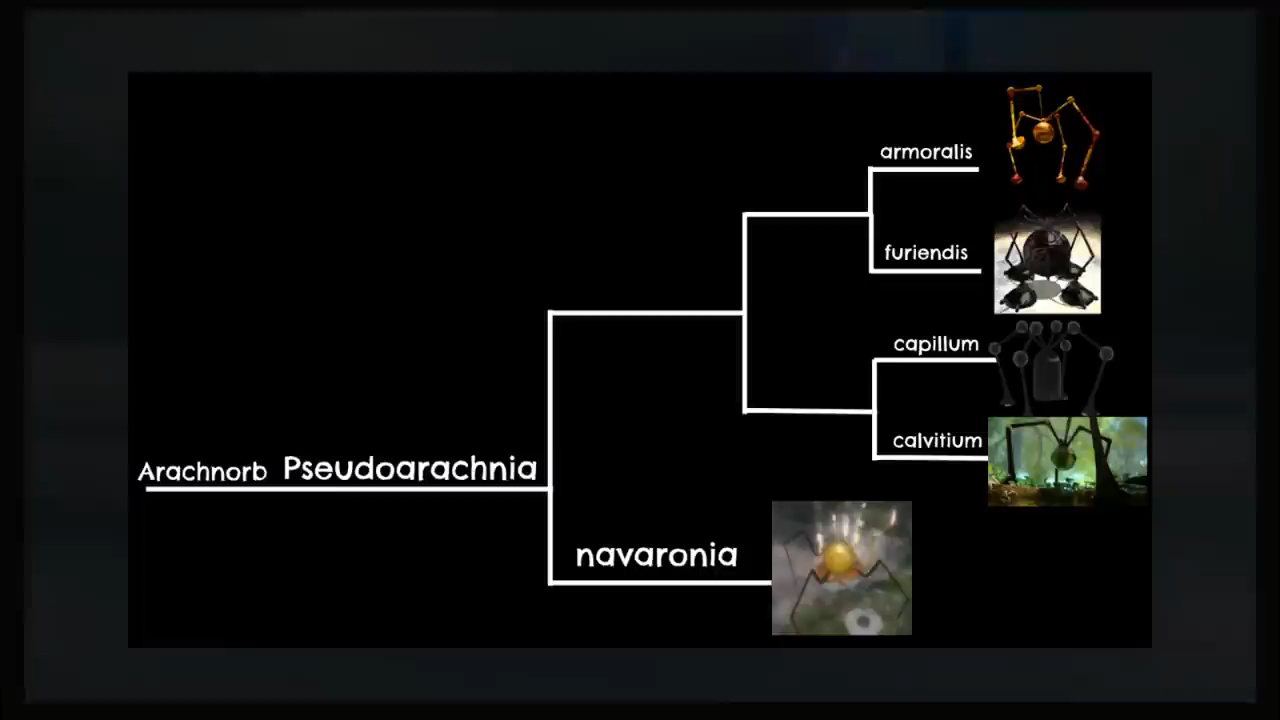 armoralis
furiendis
capillum
calvitium
Arachnorb Pseudoarachnia
navaronia